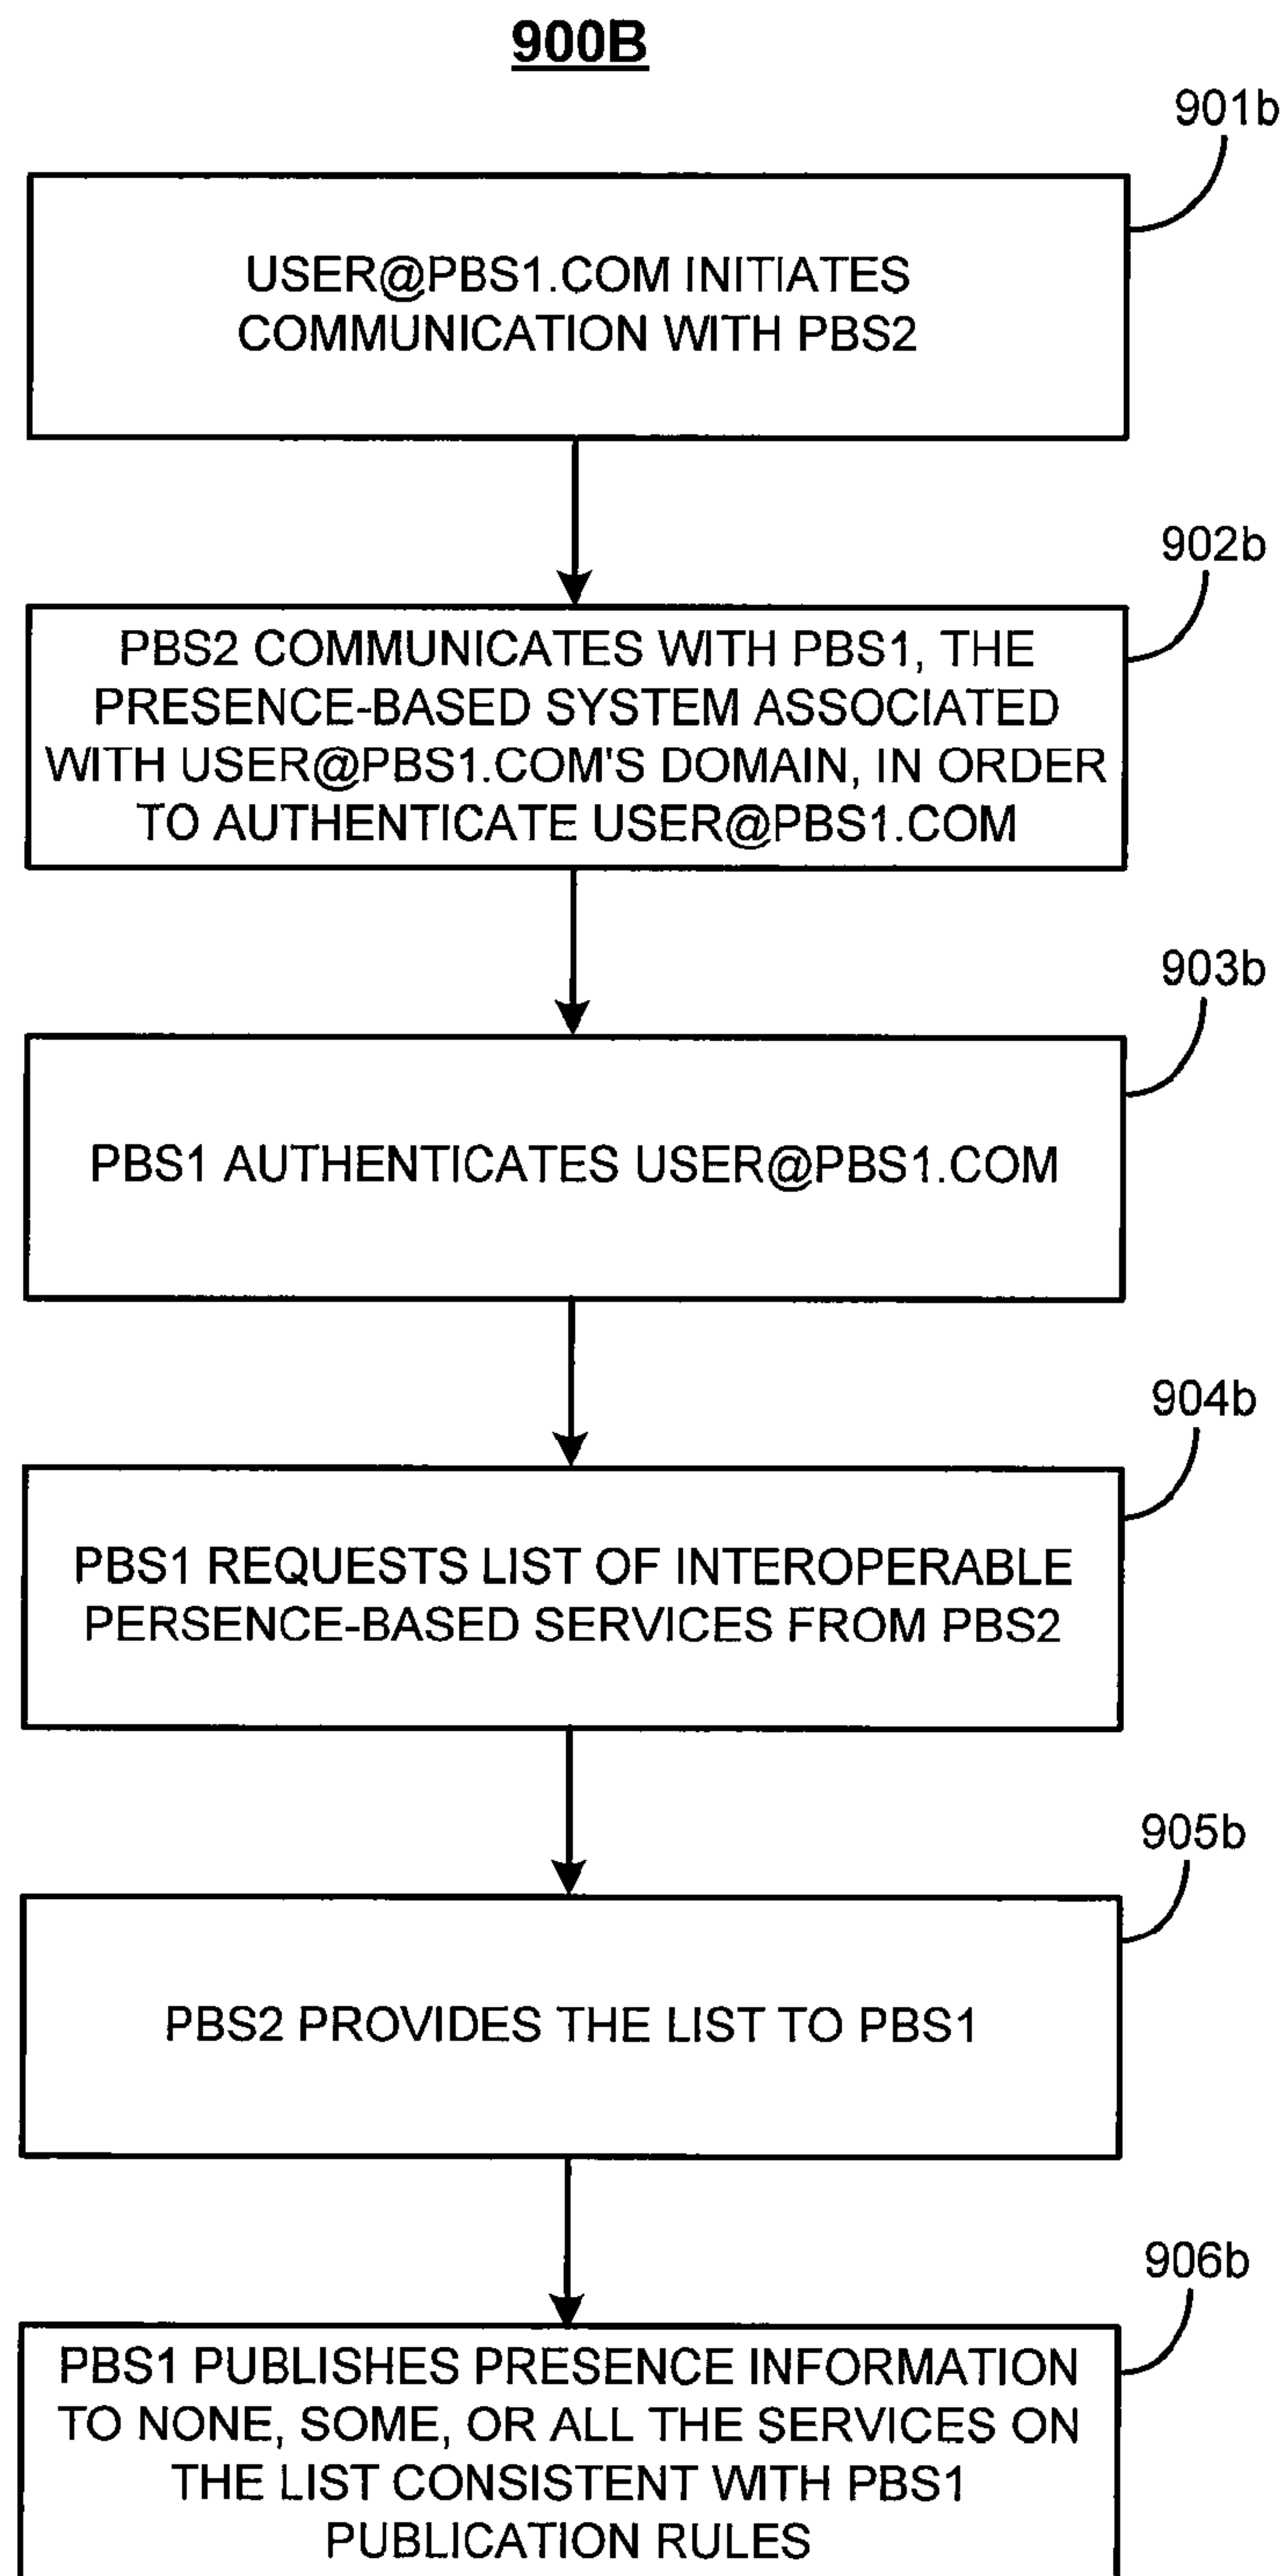 900B
901b
USER@PBS1.COM INITIATES
COMMUNICATION WITH PBS2
902b
PBS2 COMMUNICATES WITH PBS1, THE
PRESENCE-BASED SYSTEM ASSOCIATED
WITH USER@PBS1.COM'S DOMAIN, IN ORDER
TO AUTHENTICATE USER@PBS1.COM
903b
PBS1 AUTHENTICATES USER@PBS1.COM
904b
PBS1 REQUESTS LIST OF INTEROPERABLE
PERSENCE-BASED SERVICES FROM PBS2
905b
PBS2 PROVIDES THE LIST TO PBS1
906b
PBS1 PUBLISHES PRESENCE INFORMATION
TO NONE, SOME, OR ALL THE SERVICES ON
THE LIST CONSISTENT WITH PBS1
PUBLICATION RULES